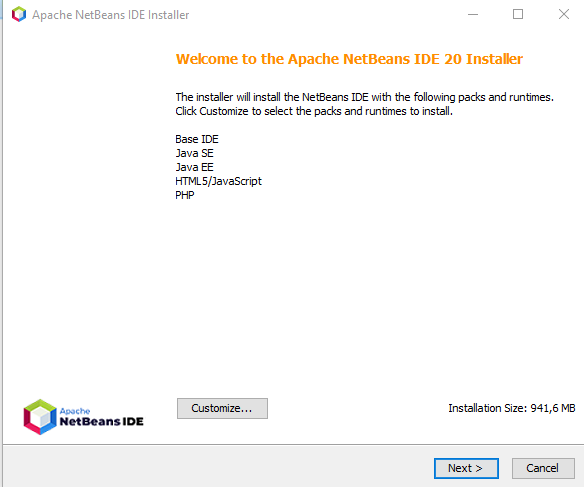 Apache NetBeans IDE Installer
Welcome to the Apache NetBeans IDE 20 Installer
The installer will install the NetBeans IDE with the following packs and runtimes.
Click Customize to select the packs and runtimes to install.
Base IDE
Java SE
Java EE
HTML5/JavaScript
PHP
Apache
NetBeans IDE
Customize...
Installation Size: 941,6 MB
Next >
Cancel